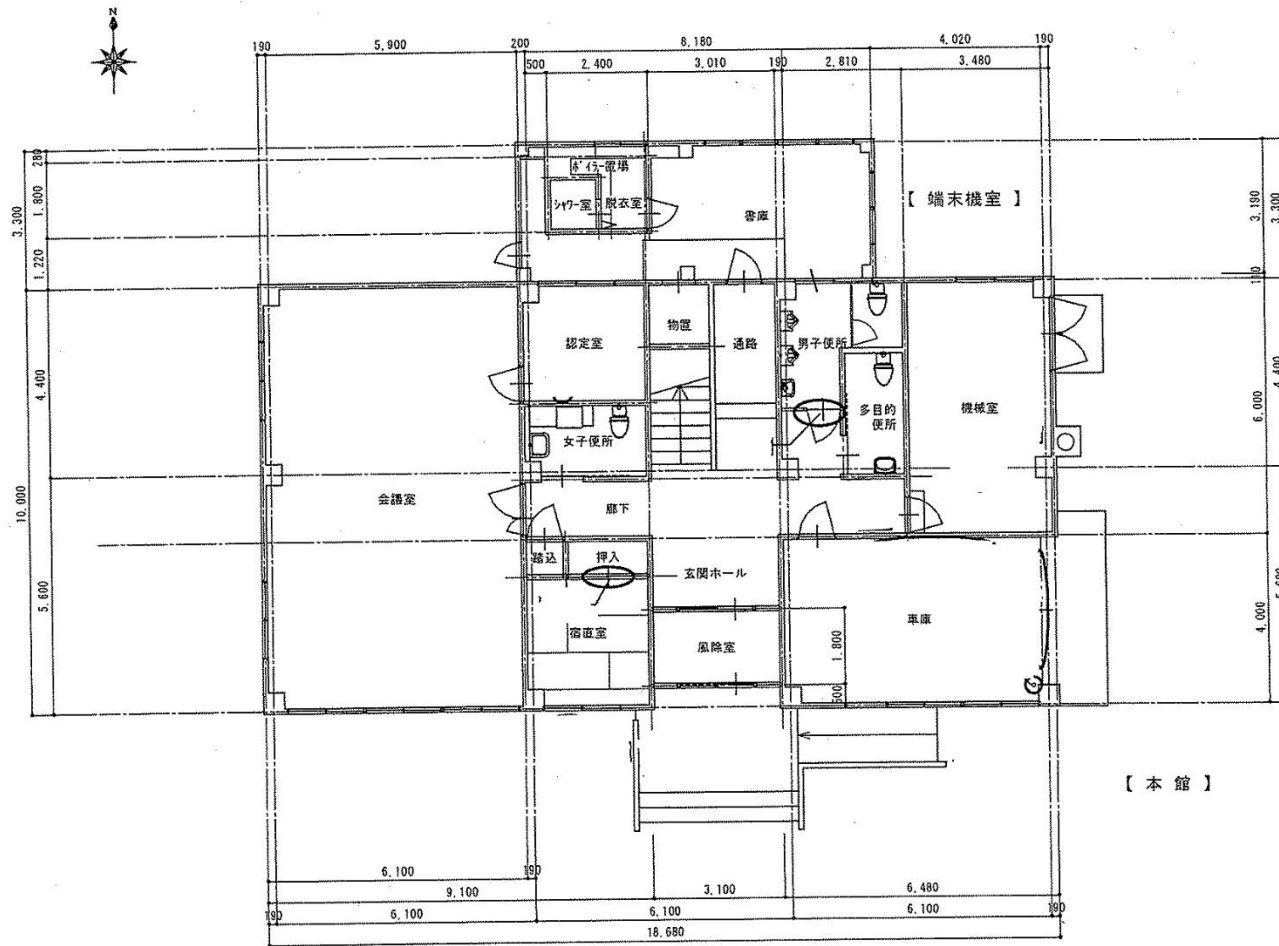 N
190 5,900 200 8,180 4,020 190
500 2,400 3,010 190 2,810 3,480
280
1,800
3,300
1,220
4,400
10,000
5,600
ﾎﾞｲﾗｰ置場
ｼｬﾜｰ室 脱衣室
書庫
【 端末機室 】
3,190 3,300
110
認定室
物置
通路
男子便所
機械室
4,400
6,000
多目的
便所
女子便所
会議室
廊下
踏込 押入
玄関ホール
宿直室
風除室
車庫
1,800
4,000
【 本 館 】
6,100 190
9,100 3,100 6,480
190 6,100 6,100 6,100 190
18,680